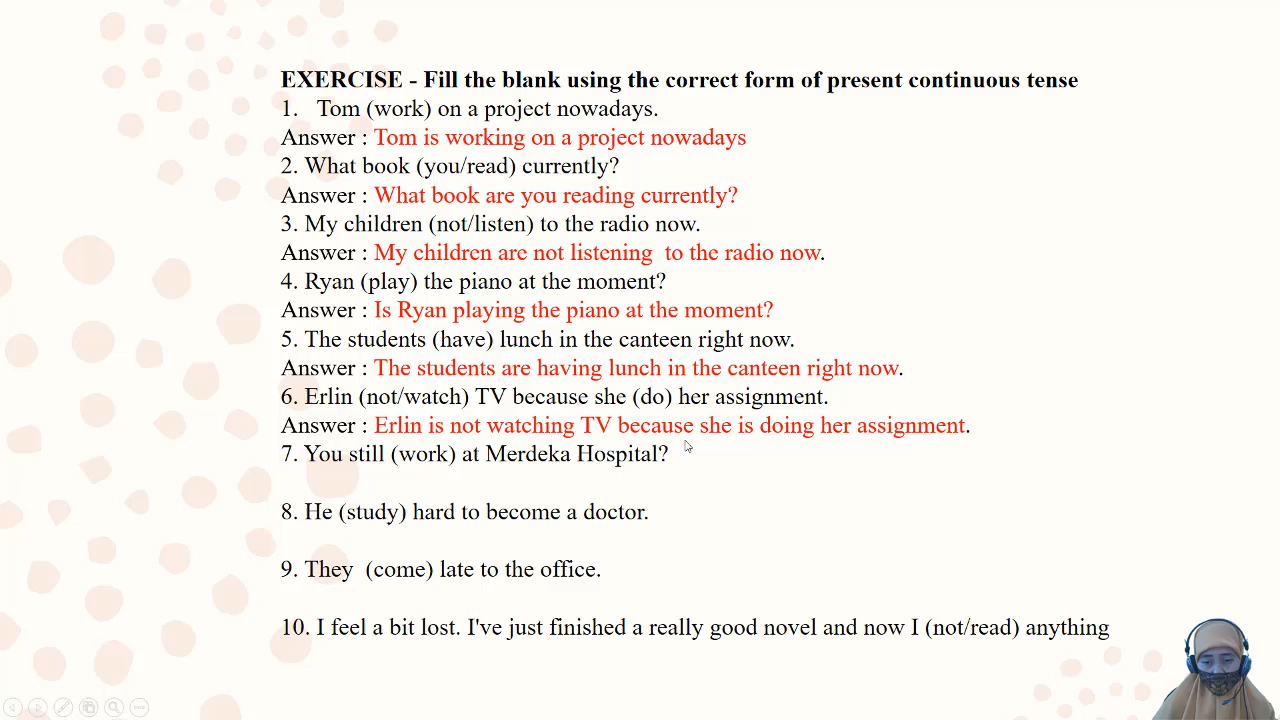 EXERCISE - Fill the blank using the correct form of present continuous tense
1. Tom (work) on a project nowadays.
Answer : Tom is working on a project nowadays
2. What book (you/read) currently?
Answer : What book are you reading currently?
3. My children (not/listen) to the radio now.
Answer : My children are not listening  to the radio now.
4. Ryan (play) the piano at the moment?
Answer : Is Ryan playing the piano at the moment?
5. The students (have) lunch in the canteen right now.
Answer : The students are having lunch in the canteen right now.
6. Erlin (not/watch) TV because she (do) her assignment.
Answer : Erlin is not watching TV because she is doing her assignment.
7. You still (work) at Merdeka Hospital?
8. He (study) hard to become a doctor.
9. They  (come) late to the office.
10. I feel a bit lost. I've just finished a really good novel and now I (not/read) anything